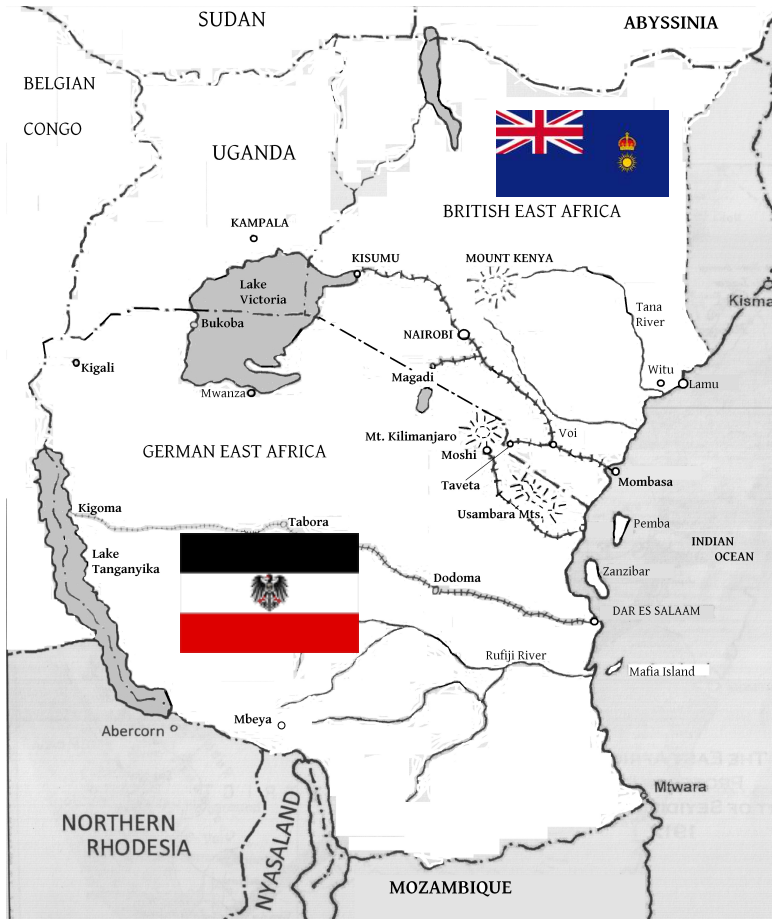 SUDAN
ABYSSINIA
BELGIAN
CONGO
UGANDA
BRITISH EAST AFRICA
KAMPALA
KISUMU
MOUNT KENYA
Lake
Victoria
Tana
River
Kisma
Bukoba
NAIROBI
Kigali
Magadi
Witu
Lamu
Mwanza
Mt. Kilimanjaro
Voi
GERMAN EAST AFRICA
Moshi
Taveta
Mombasa
Kigoma
Usambara Mts.
Tabora
Pemba
INDIAN
OCEAN
Lake
Tanganyika
Zanzibar
Dodoma
DAR ES SALAAM
Rufiji River
Mafia Island
Mbeya
Abercorn
Mtwara
NORTHERN
RHODESIA
NYASALAND
MOZAMBIQUE